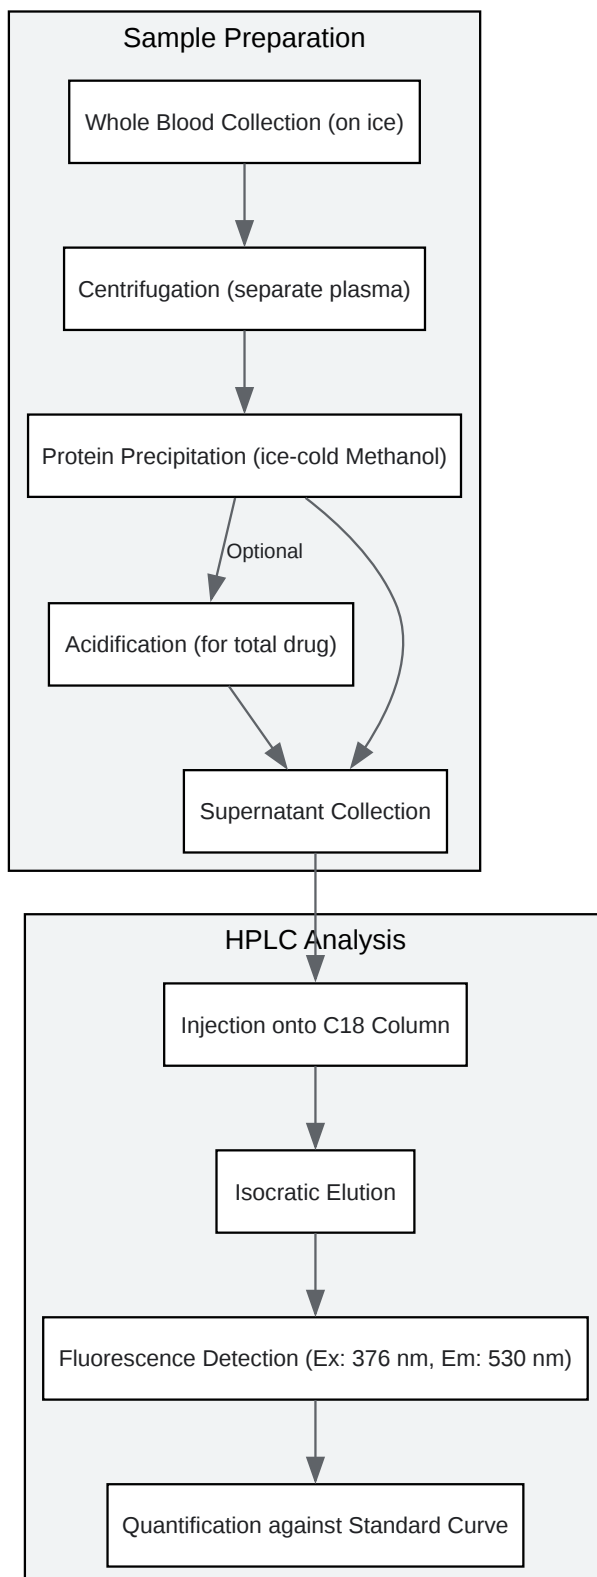 Sample Preparation
Whole Blood Collection (on ice)
Centrifugation (separate plasma)
Protein Precipitation (ice-cold Methanol)
Optional
Acidification (for total drug)
Supernatant Collection
HPLC Analysis
Injection onto C18 Column
Isocratic Elution
Fluorescence Detection (Ex: 376 nm, Em: 530 nm)
Quantification against Standard Curve